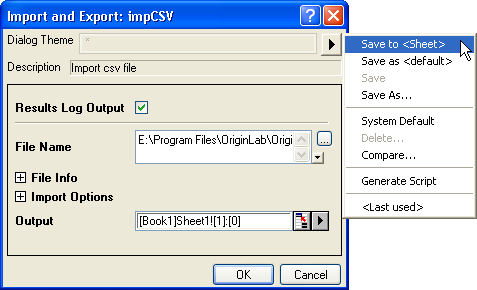 Import and Export: impCSV
Dialog Theme *
Description Import csv file
Results Log Output
File Name E:\Program Files\OriginLab\Origi
...
File Info
Import Options
Output [Book1]Sheet1![1]:[0]
OK Cancel
Save to <Sheet>
Save as <default>
Save
Save As...
System Default
Delete...
Compare...
Generate Script
<Last used>